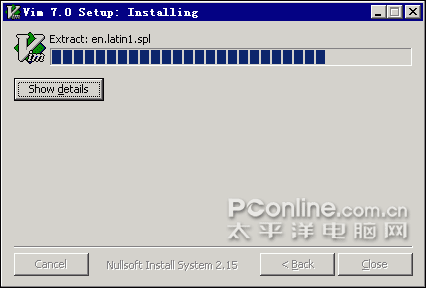 Vim 7.0 Setup: Installing
Vim
Extract: en.latin1.spl
Show details
PConline.com.cn
太平洋电脑网
Cancel
Nullsoft Install System 2.15
< Back
Close